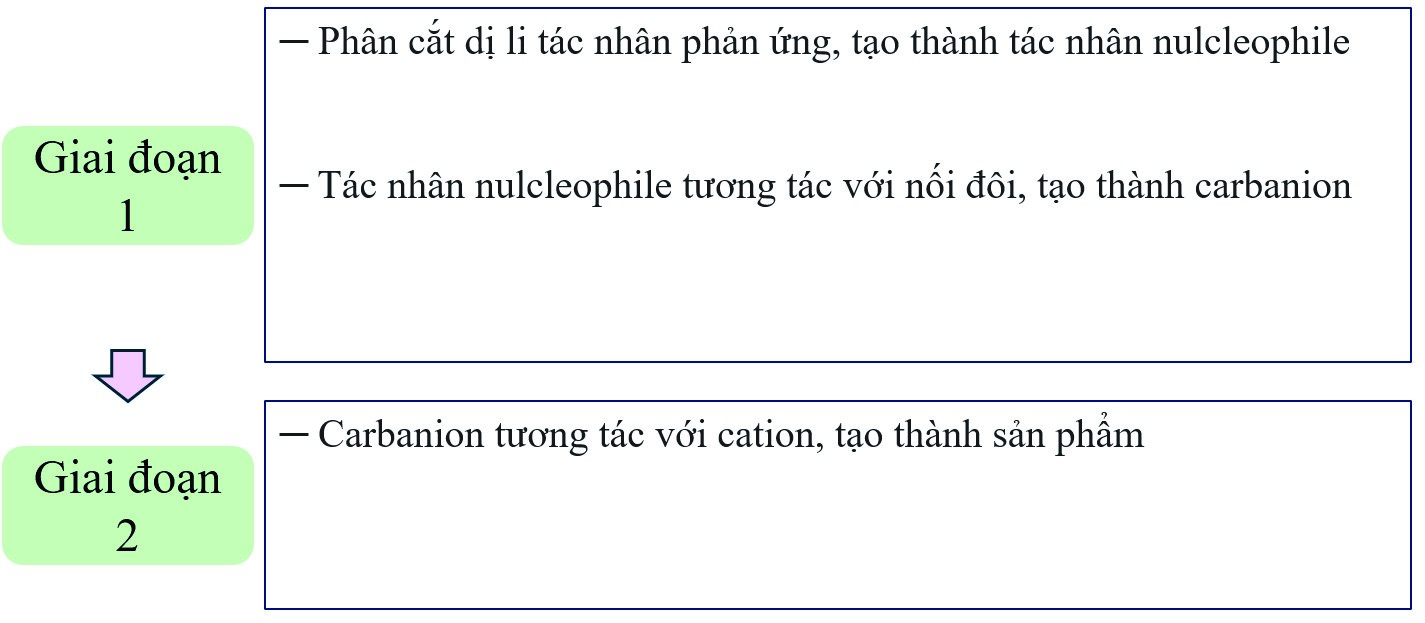 — Phân cắt dị li tác nhân phản ứng, tạo thành tác nhân nulcleophile
Giai đoạn
1
— Tác nhân nulcleophile tương tác với nối đôi, tạo thành carbanion
— Carbanion tương tác với cation, tạo thành sản phẩm
Giai đoạn
2